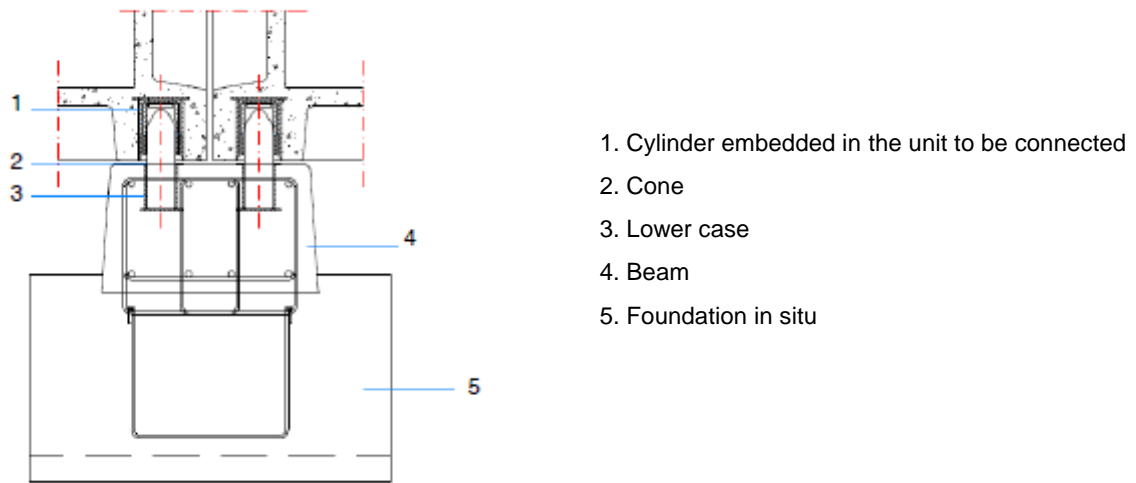 1
2
3
4
5
1. Cylinder embedded in the unit to be connected
2. Cone
3. Lower case
4. Beam
5. Foundation in situ